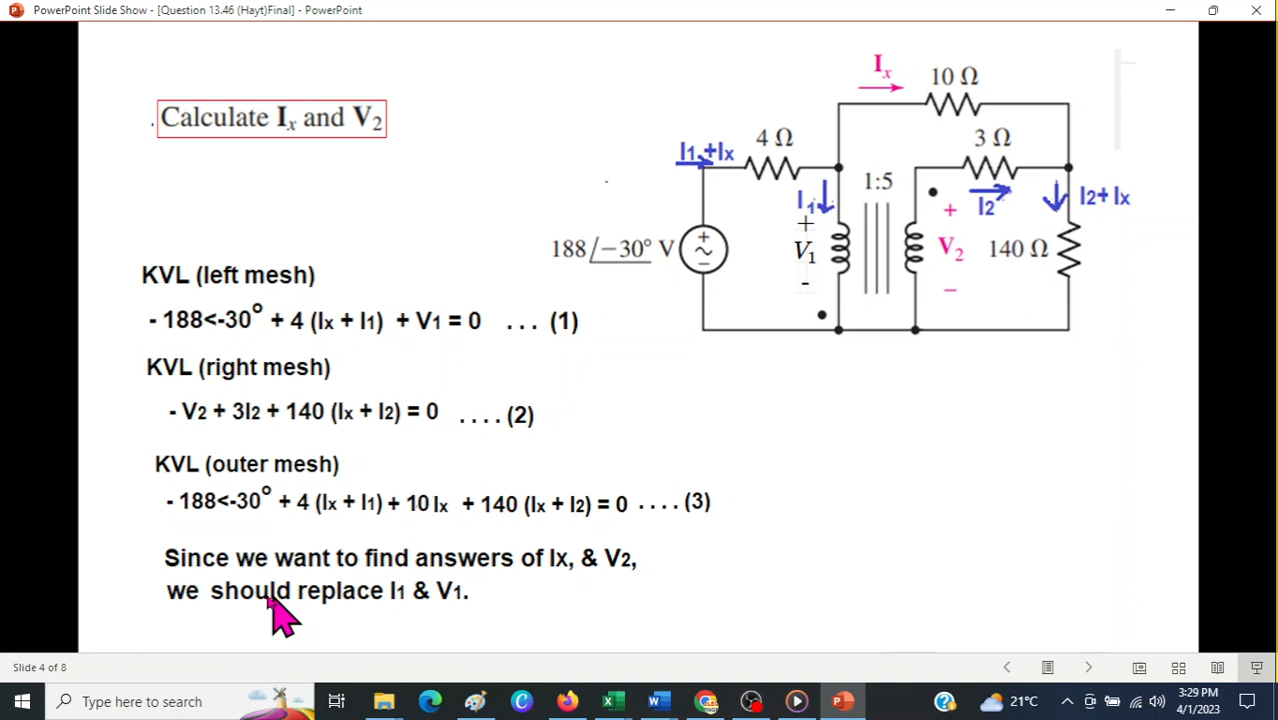 PowerPoint Slide Show - [Question 13.46 (Hayt)Final] - PowerPoint
Calculate Ix and V2
Ix
10 Ω
I1 +Ix
4 Ω
3 Ω
1:5
I1
I2
I2+ Ix
+
V1
-
+
V2
−
188 /−30° V
+
−
140 Ω
KVL (left mesh)
- 188<-30° + 4 (Ix + I1) + V1 = 0 . . . (1)
KVL (right mesh)
- V2 + 3I2 + 140 (Ix + I2) = 0 . . . . (2)
KVL (outer mesh)
- 188<-30° + 4 (Ix + I1) + 10 Ix + 140 (Ix + I2) = 0 . . . . (3)
Since we want to find answers of Ix, & V2,
we should replace I1 & V1.
Slide 4 of 8
Type here to search
21°C
3:29 PM
4/1/2023